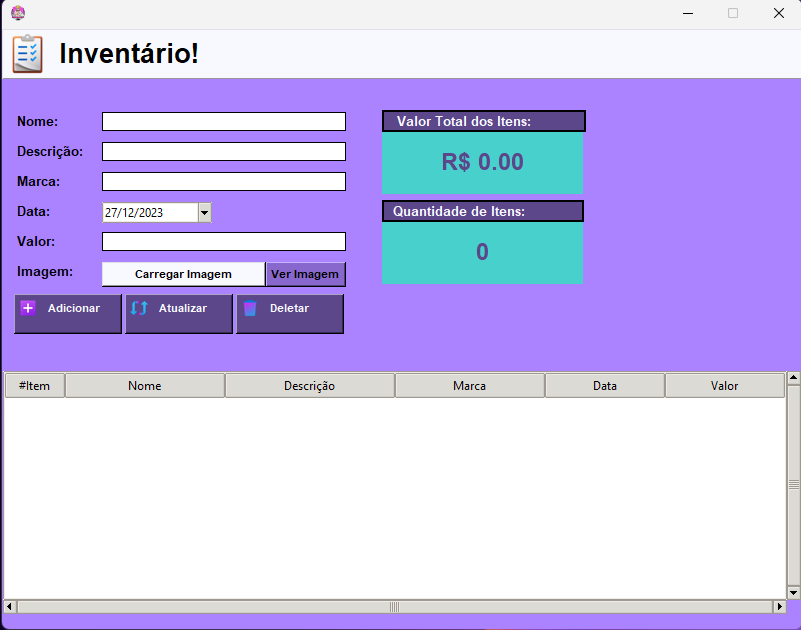 Inventário!
Nome:
Descrição:
Marca:
Data:
27/12/2023
Valor:
Imagem:
Carregar Imagem
Ver Imagem
Adicionar
Atualizar
Deletar
Valor Total dos Itens:
R$ 0.00
Quantidade de Itens:
0
#Item Nome Descrição Marca Data Valor